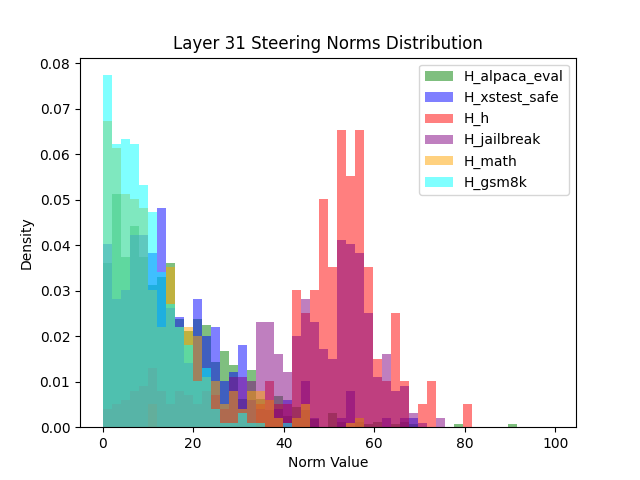 Layer 31 Steering Norms Distribution
0.08
0.07
0.06
0.05
0.04
0.03
0.02
0.01
0.00
Density
H_alpaca_eval
H_xstest_safe
H_h
H_jailbreak
H_math
H_gsm8k
0 20 40 60 80 100
Norm Value